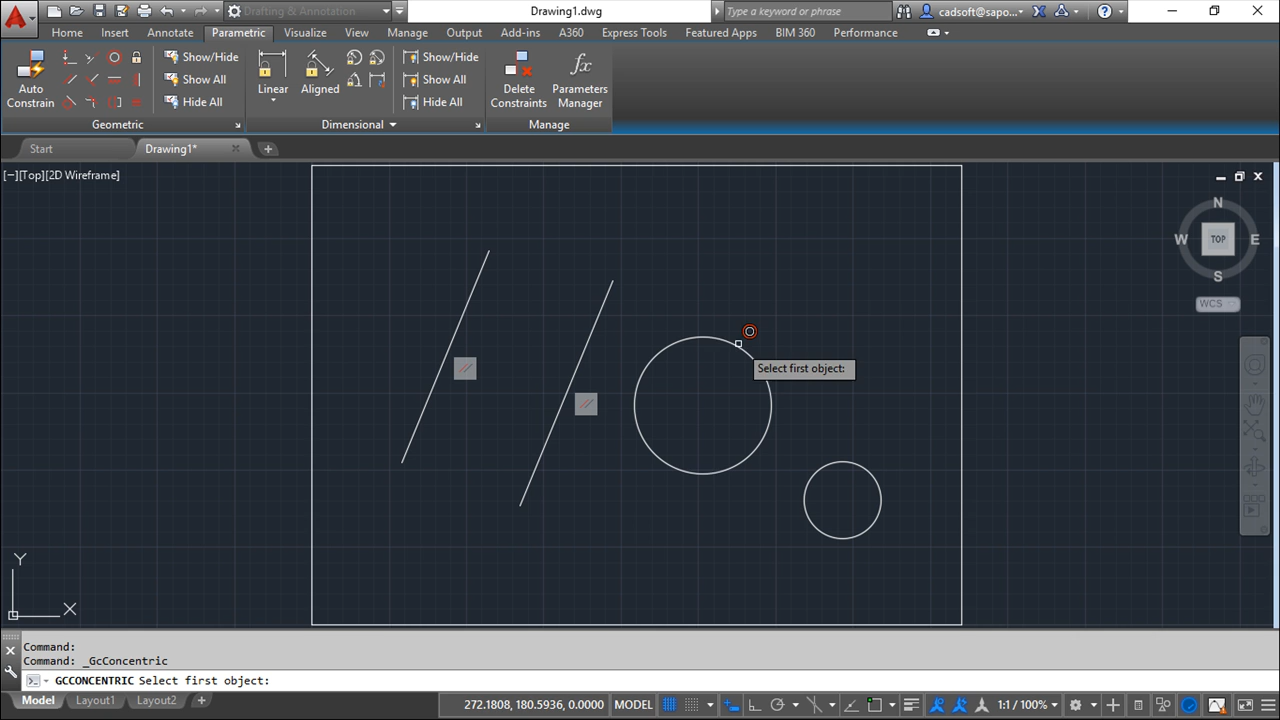 Drafting & Annotation
Drawing1.dwg
Type a keyword or phrase
cadsoft@sapo...
Home Insert Annotate Parametric Visualize View Manage Output Add-ins A360 Express Tools Featured Apps BIM 360 Performance
Auto
Constrain
Show/Hide
Show All
Hide All
Geometric
Linear
Aligned
Show/Hide
Show All
Hide All
Dimensional
Delete
Constraints
fx
Parameters
Manager
Manage
Start
Drawing1*
[−][Top][2D Wireframe]
N
W TOP E
S
WCS
Select first object:
Y
X
Command:
Command: _GcConcentric
GCCONCENTRIC Select first object:
Model Layout1 Layout2
272.1808, 180.5936, 0.0000 MODEL
1:1 / 100%